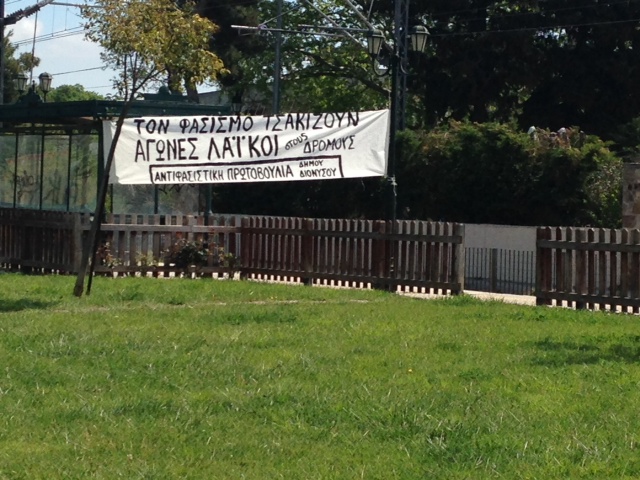 ΤΟΝ ΦΑΣΙΣΜΟ ΤΣΑΚΙΖΟΥΝ
ΑΓΩΝΕΣ ΛΑΪΚΟΙ στους ΔΡΟΜΟΥΣ
ΑΝΤΙΦΑΣΙΣΤΙΚΗ ΠΡΩΤΟΒΟΥΛΙΑ ΔΗΜΟΥ
ΔΙΟΝΥΣΟΥ